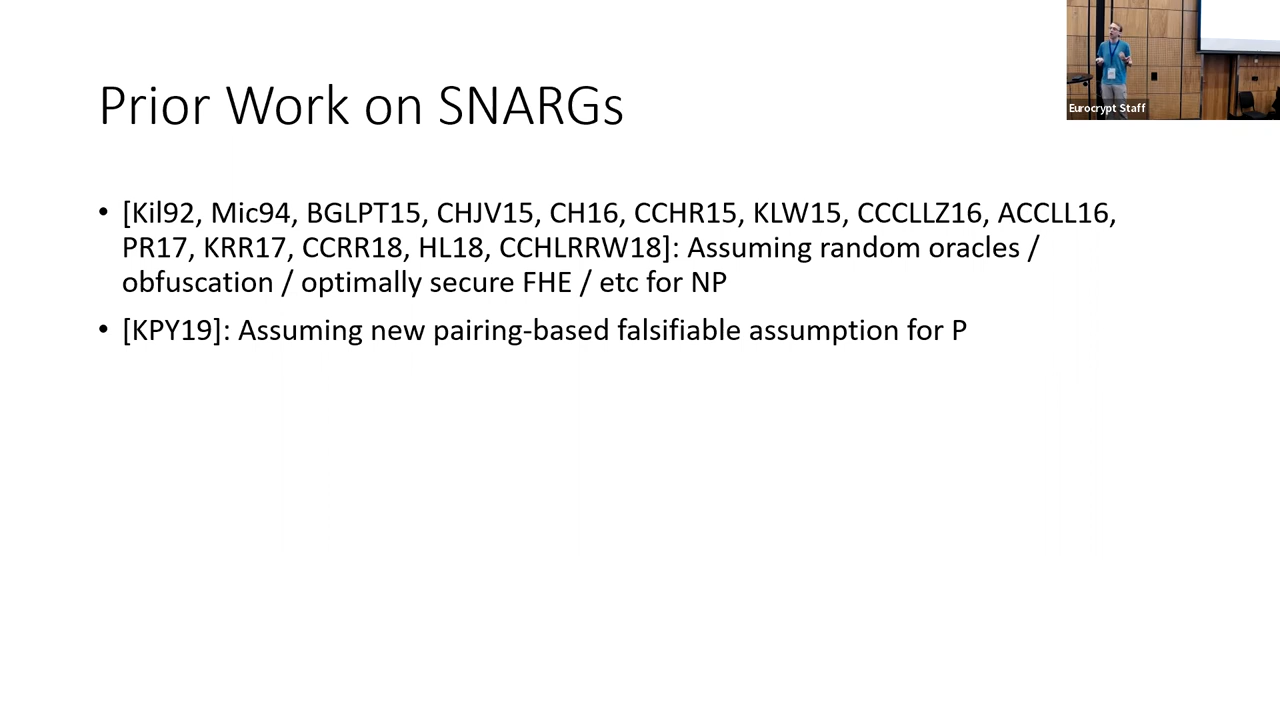 Prior Work on SNARGs
Eurocrypt Staff
• [Kil92, Mic94, BGLPT15, CHJV15, CH16, CCHR15, KLW15, CCCLLZ16, ACCLL16,
PR17, KRR17, CCRR18, HL18, CCHLRRW18]: Assuming random oracles /
obfuscation / optimally secure FHE / etc for NP
• [KPY19]: Assuming new pairing-based falsifiable assumption for P